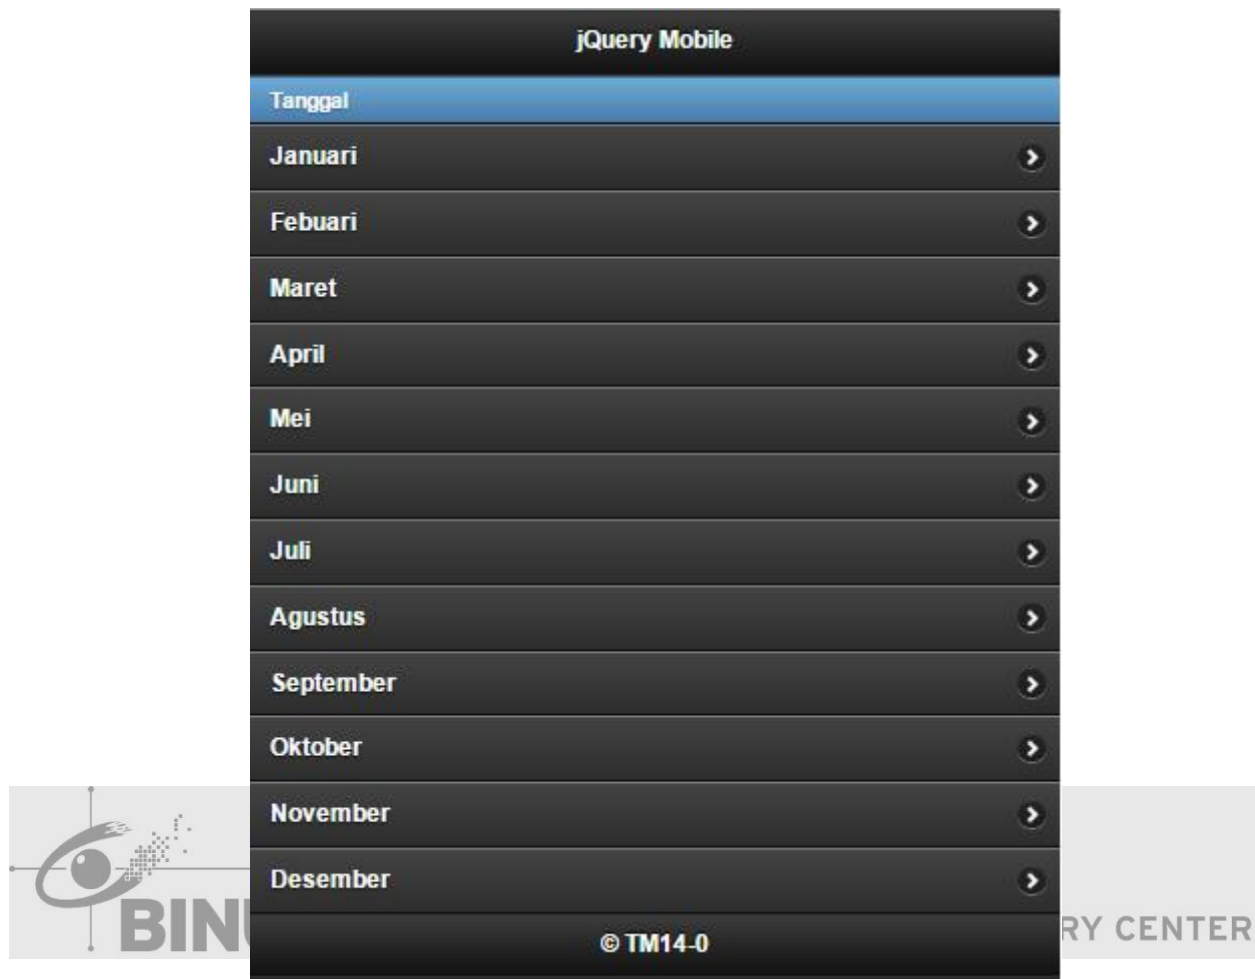 jQuery Mobile
Tanggal
Januari
Febuari
Maret
April
Mei
Juni
Juli
Agustus
September
Oktober
November
Desember
BINU
RY CENTER
© TM14-0